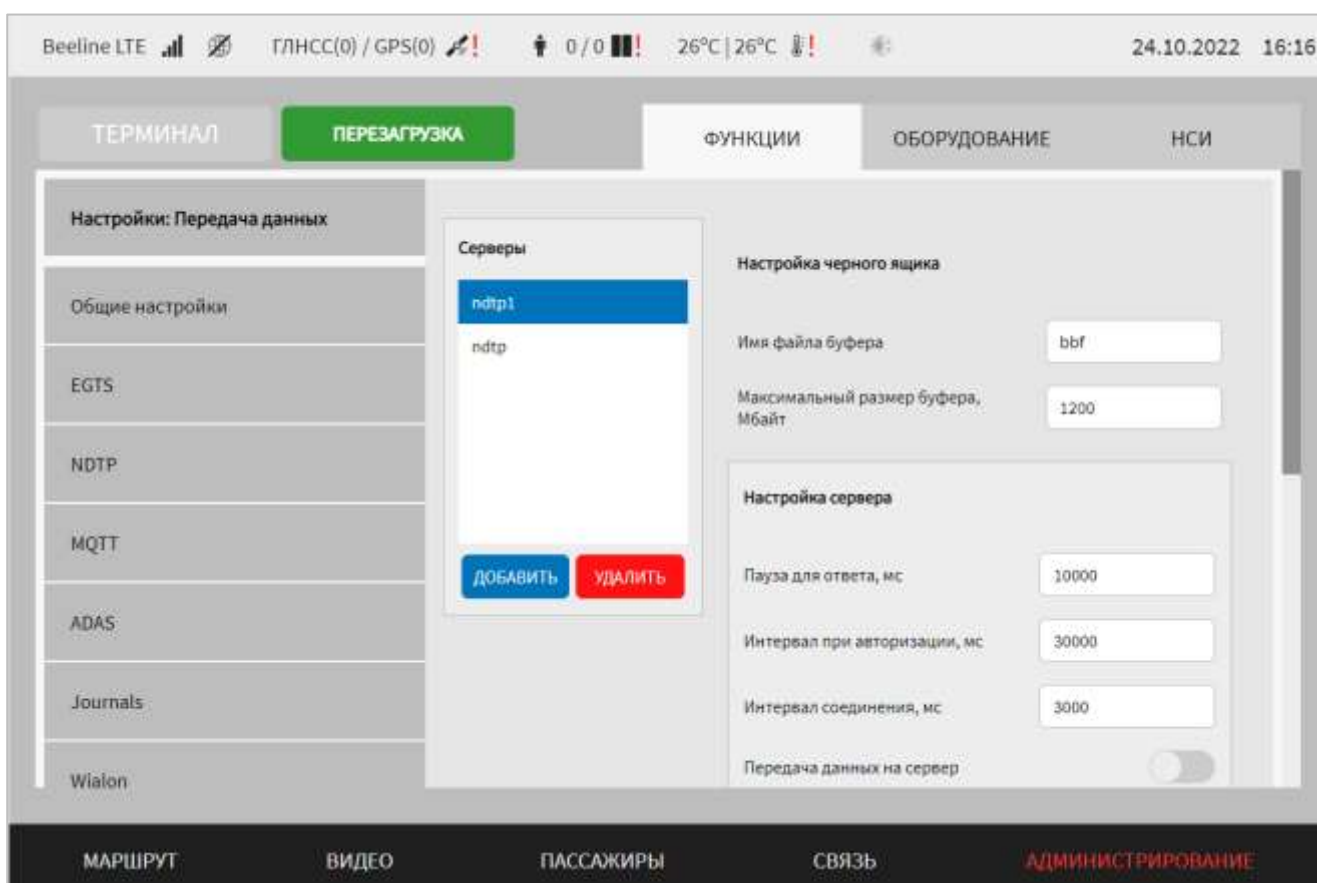 Beeline LTE ГЛНСС(0) / GPS(0) ! 0 / 0 ! 26°C | 26°C ! 24.10.2022 16:16
ТЕРМИНАЛ ПЕРЕЗАГРУЗКА ФУНКЦИИ ОБОРУДОВАНИЕ НСИ
Настройки: Передача данных
Общие настройки
EGTS
NDTP
MQTT
ADAS
Journals
Wialon
Серверы
ndtp1
ndtp
ДОБАВИТЬ УДАЛИТЬ
Настройка черного ящика
Имя файла буфера bbf
Максимальный размер буфера,
Мбайт 1200
Настройка сервера
Пауза для ответа, мс 10000
Интервал при авторизации, мс 30000
Интервал соединения, мс 3000
Передача данных на сервер
МАРШРУТ ВИДЕО ПАССАЖИРЫ СВЯЗЬ АДМИНИСТРИРОВАНИЕ